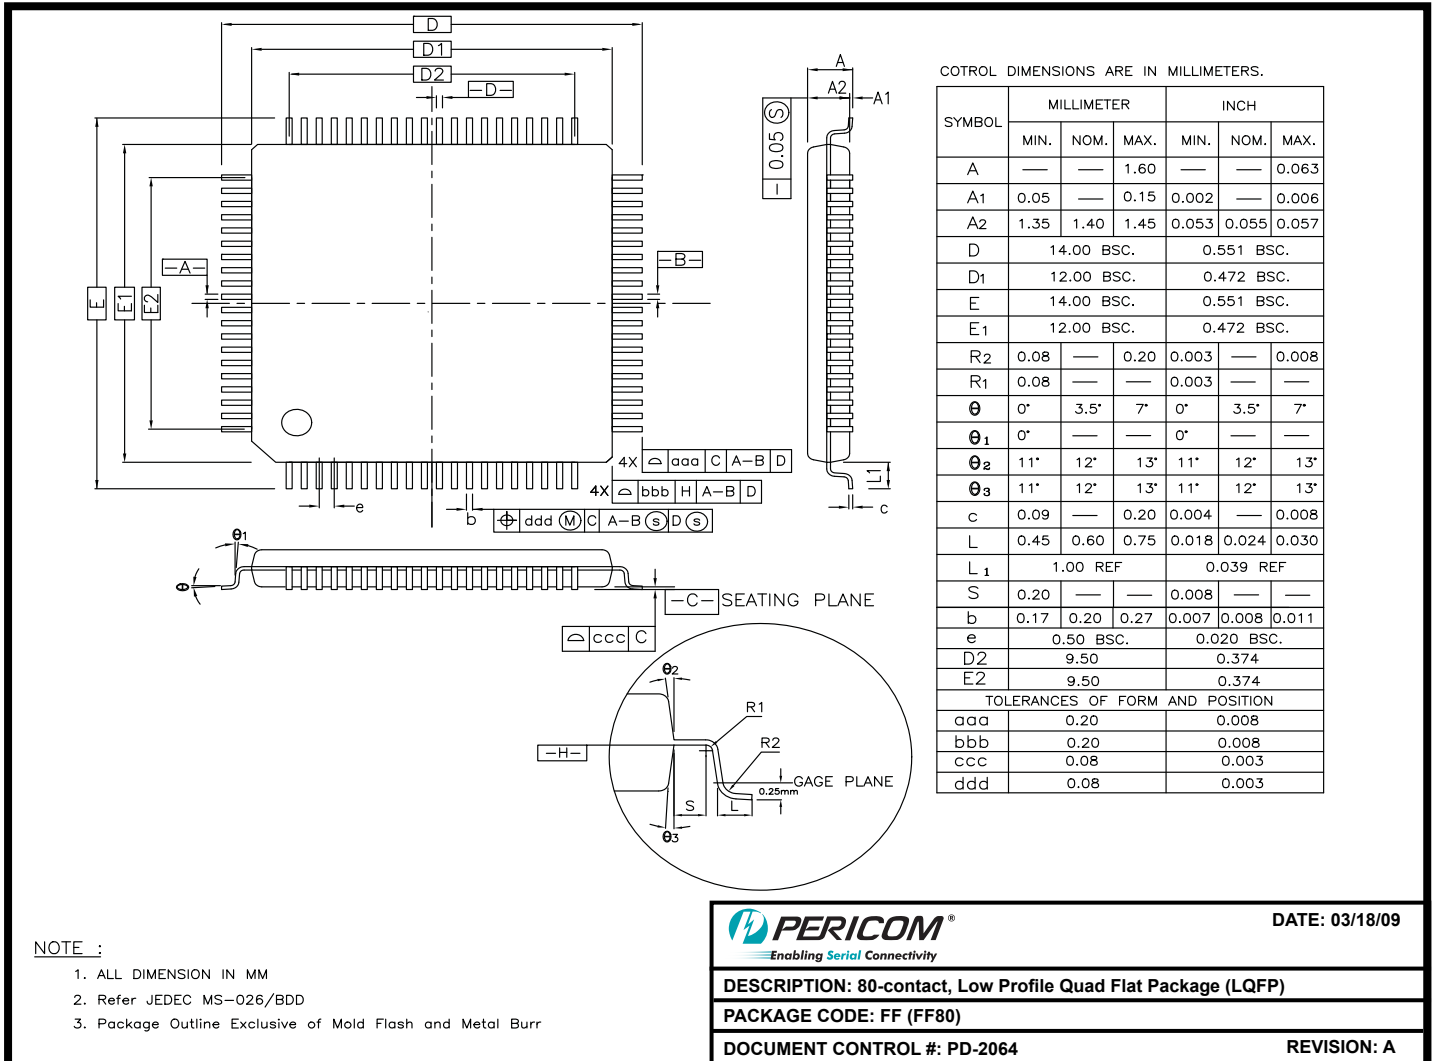 D
D1
D2
-D-
-A-
-B-
E
E1
E2
4X ⌓ aaa C A-B D
4X ⌓ bbb H A-B D
e
b
⌖ ddd Ⓜ C A-B Ⓢ D Ⓢ
A
A2
A1
— 0.05 Ⓢ
L1
c
θ1
θ
-C- SEATING PLANE
⌓ ccc C
θ2
R1
R2
-H-
GAGE PLANE
0.25mm
S
L
θ3
COTROL DIMENSIONS ARE IN MILLIMETERS.
SYMBOL MILLIMETER INCH
MIN. NOM. MAX. MIN. NOM. MAX.
A — — 1.60 — — 0.063
A1 0.05 — 0.15 0.002 — 0.006
A2 1.35 1.40 1.45 0.053 0.055 0.057
D 14.00 BSC. 0.551 BSC.
D1 12.00 BSC. 0.472 BSC.
E 14.00 BSC. 0.551 BSC.
E1 12.00 BSC. 0.472 BSC.
R2 0.08 — 0.20 0.003 — 0.008
R1 0.08 — — 0.003 — —
θ 0° 3.5° 7° 0° 3.5° 7°
θ1 0° — — 0° — —
θ2 11° 12° 13° 11° 12° 13°
θ3 11° 12° 13° 11° 12° 13°
c 0.09 — 0.20 0.004 — 0.008
L 0.45 0.60 0.75 0.018 0.024 0.030
L1 1.00 REF 0.039 REF
S 0.20 — — 0.008 — —
b 0.17 0.20 0.27 0.007 0.008 0.011
e 0.50 BSC. 0.020 BSC.
D2 9.50 0.374
E2 9.50 0.374
TOLERANCES OF FORM AND POSITION
aaa 0.20 0.008
bbb 0.20 0.008
ccc 0.08 0.003
ddd 0.08 0.003
NOTE :
1. ALL DIMENSION IN MM
2. Refer JEDEC MS-026/BDD
3. Package Outline Exclusive of Mold Flash and Metal Burr
PERICOM®
Enabling Serial Connectivity
DATE: 03/18/09
DESCRIPTION: 80-contact, Low Profile Quad Flat Package (LQFP)
PACKAGE CODE: FF (FF80)
DOCUMENT CONTROL #: PD-2064
REVISION: A